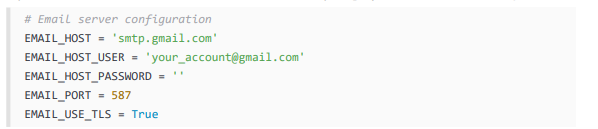 # Email server configuration
EMAIL_HOST = 'smtp.gmail.com'
EMAIL_HOST_USER = 'your_account@gmail.com'
EMAIL_HOST_PASSWORD = ''
EMAIL_PORT = 587
EMAIL_USE_TLS = True